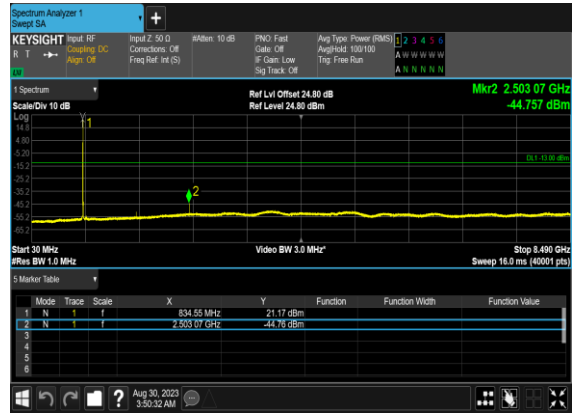 Spectrum Analyzer 1
Swept SA
+
KEYSIGHT Input: RF Input Z: 50 Ω #Atten: 10 dB PNO: Fast Avg Type: Power (RMS) 1 2 3 4 5 6
R T Coupling: DC Corrections: Off Gate: Off Avg|Hold: 100/100 A W W W W W
Align: Off Freq Ref: Int (S) IF Gain: Low Trig: Free Run
LW Sig Track: Off A N N N N N
1 Spectrum Ref Lvl Offset 24.80 dB Mkr2 2.503 07 GHz
Scale/Div 10 dB Ref Level 24.80 dBm -44.757 dBm
Log
14.8 1
4.80
-5.20
-15.2 DL1 -13.00 dBm
-25.2
-35.2 2
-45.2
-55.2
-65.2
Start 30 MHz Video BW 3.0 MHz* Stop 8.490 GHz
#Res BW 1.0 MHz Sweep 16.0 ms (40001 pts)
5 Marker Table
Mode Trace Scale X Y Function Function Width Function Value
1 N 1 f 834.55 MHz 21.17 dBm
2 N 1 f 2.503 07 GHz -44.76 dBm
3
4
5
6
? Aug 30, 2023
3:50:32 AM